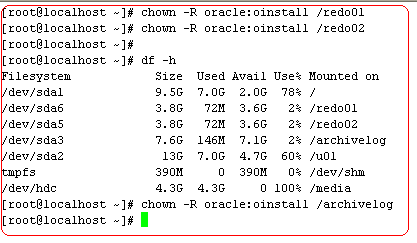 [root@localhost ~]# chown -R oracle:oinstall /redo01
[root@localhost ~]# chown -R oracle:oinstall /redo02
[root@localhost ~]#
[root@localhost ~]# df -h
Filesystem Size Used Avail Use% Mounted on
/dev/sda1 9.5G 7.0G 2.0G 78% /
/dev/sda6 3.8G 72M 3.6G 2% /redo01
/dev/sda5 3.8G 72M 3.6G 2% /redo02
/dev/sda3 7.6G 146M 7.1G 2% /archivelog
/dev/sda2 13G 7.0G 4.7G 60% /u01
tmpfs 390M 0 390M 0% /dev/shm
/dev/hdc 4.3G 4.3G 0 100% /media
[root@localhost ~]# chown -R oracle:oinstall /archivelog
[root@localhost ~]#